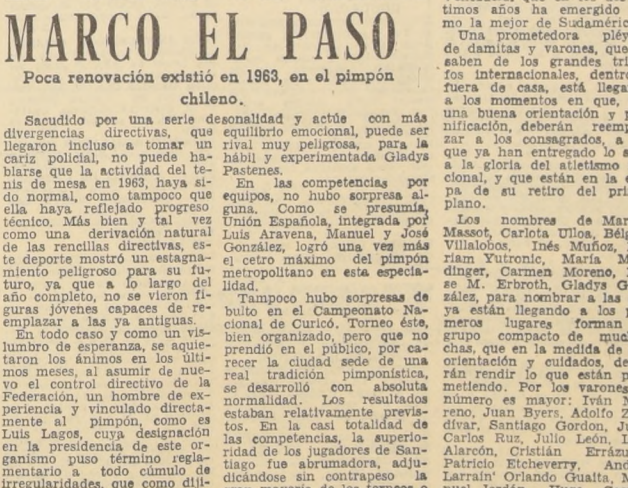 MARCO EL PASO
Poca renovación existió en 1963, en el pimpón
chileno.
Sacudido por una serie de
divergencias directivas, que
llegaron incluso a tomar un
cariz policial, no puede ha-
blarse que la actividad del te-
nis de mesa en 1963, haya si-
do normal, como tampoco que
ella haya reflejado progreso
técnico. Más bien y tal vez
como una derivación natural
de las rencillas directivas, es-
te deporte mostró un estagna-
miento peligroso para su fu-
turo, ya que a lo largo del
año completo, no se vieron fi-
guras jóvenes capaces de re-
emplazar a las ya antiguas.
En todo caso y como un vis-
lumbre de esperanza, se aquie-
taron los ánimos en los últi-
mos meses, al asumir de nue-
vo el control directivo de la
Federación, un hombre de ex-
periencia y vinculado directa-
mente al pimpón, como es
Luis Lagos, cuya designación
en la presidencia de este or-
ganismo puso término regla-
mentario a todo cúmulo de
irregularidades, que como dili-
sonalidad y actúe con más
equilibrio emocional, puede ser
rival muy peligrosa, para la
hábil y experimentada Gladys
Pastenes.
En las competencias por
equipos, no hubo sorpresa al-
guna. Como se presumía,
Unión Española, integrada por
Luis Aravena, Manuel y José
González, logró una vez más
el cetro máximo del pimpón
metropolitano en esta especia-
lidad.
Tampoco hubo sorpresas de
bulto en el Campeonato Na-
cional de Curicó. Torneo éste,
bien organizado, pero que no
prendió en el público, por ca-
recer la ciudad sede de una
real tradición pimponística,
se desarrolló con absoluta
normalidad. Los resultados
estaban relativamente previs-
tos. En la casi totalidad de
las competencias, la superio-
ridad de los jugadores de San-
tiago fue abrumadora, adju-
dicándose sin contrapeso la
timos años ha emergido
mo la mejor de Sudaméric
Una prometedora pléy
de damitas y varones, que
saben de los grandes tri
fos internacionales, dentr
fuera de casa, está llega
a los momentos en que,
una buena orientación y p
nificación, deberán reemp
zar a los consagrados, a
que ya han entregado lo s
a la gloria del atletismo
cional, y que están en la e
pa de su retiro del pri
plano.
Los nombres de Mar
Massot, Carlota Ulloa, Bélg
Villalobos, Inés Muñoz,
riam Yutronic, María M
dinger, Carmen Moreno,
se M. Erbroth, Gladys G
zález, para nombrar a las
ya están llegando a los p
meros lugares forman
grupo compacto de muc
chas, que en la medida de
orientación y cuidados, de
rán rendir lo que están p
metiendo. Por los varones
número es mayor: Iván M
reno, Juan Byers, Adolfo Z
dívar, Santiago Gordon, Ju
Carlos Ruz, Julio León, L
Alarcón, Cristián Errázu
Patricio Etcheverry, And
Larraín' Orlando Guaita, M